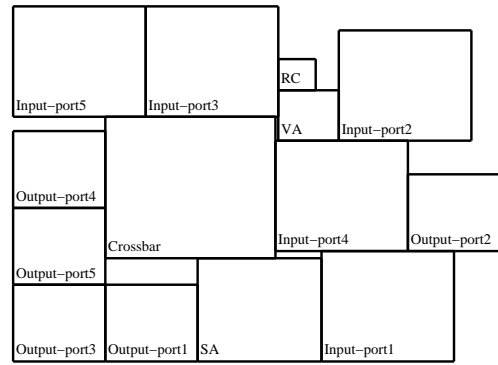 RC
Input-port5
Input-port3
VA
Input-port2
Output-port4
Crossbar
Input-port4
Output-port2
Output-port5
Output-port3
Output-port1
SA
Input-port1